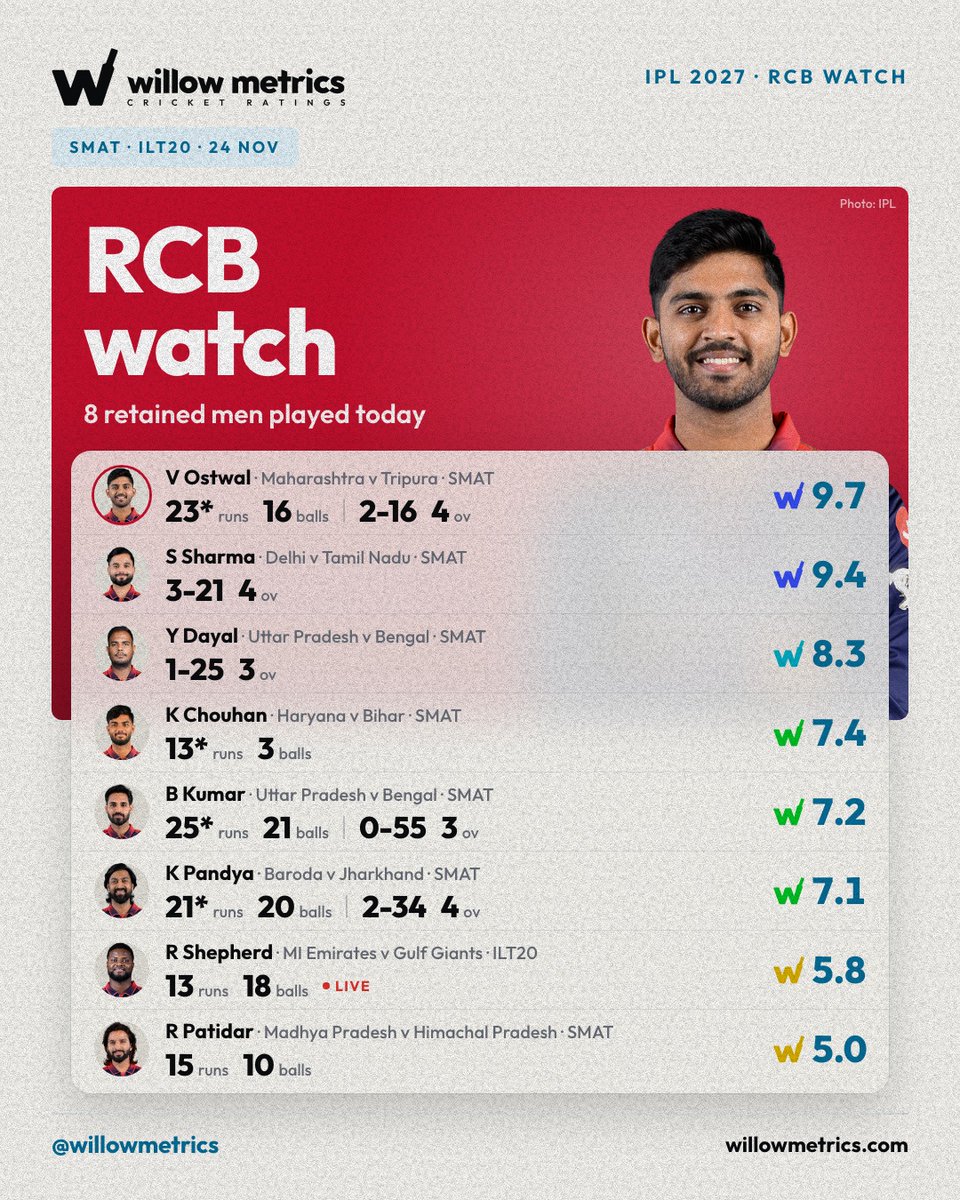 willow metrics
CRICKET RATINGS
IPL 2027 · RCB WATCH
SMAT · ILT20 · 24 NOV
Photo: IPL
RCB
watch
8 retained men played today
V Ostwal · Maharashtra v Tripura · SMAT
23* runs 16 balls | 2-16 4 ov
9.7
S Sharma · Delhi v Tamil Nadu · SMAT
3-21 4 ov
9.4
Y Dayal · Uttar Pradesh v Bengal · SMAT
1-25 3 ov
8.3
K Chouhan · Haryana v Bihar · SMAT
13* runs 3 balls
7.4
B Kumar · Uttar Pradesh v Bengal · SMAT
25* runs 21 balls | 0-55 3 ov
7.2
K Pandya · Baroda v Jharkhand · SMAT
21* runs 20 balls | 2-34 4 ov
7.1
R Shepherd · MI Emirates v Gulf Giants · ILT20
13 runs 18 balls • LIVE
5.8
R Patidar · Madhya Pradesh v Himachal Pradesh · SMAT
15 runs 10 balls
5.0
@willowmetrics
willowmetrics.com